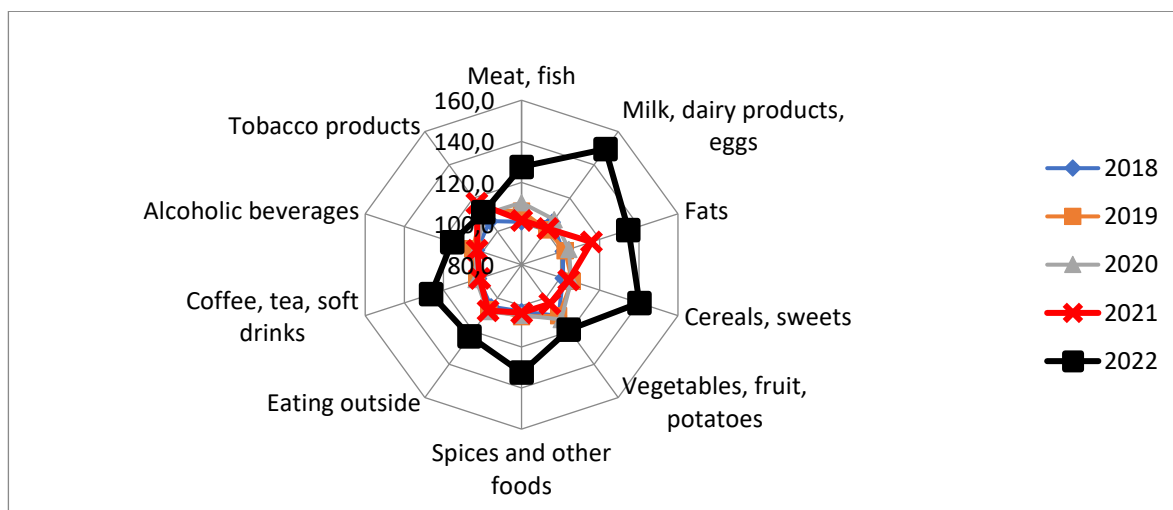 Meat, fish
160,0
140,0
120,0
100,0
80,0
Milk, dairy products,
eggs
Fats
Cereals, sweets
Vegetables, fruit,
potatoes
Spices and other
foods
Eating outside
Coffee, tea, soft
drinks
Alcoholic beverages
Tobacco products
2018
2019
2020
2021
2022